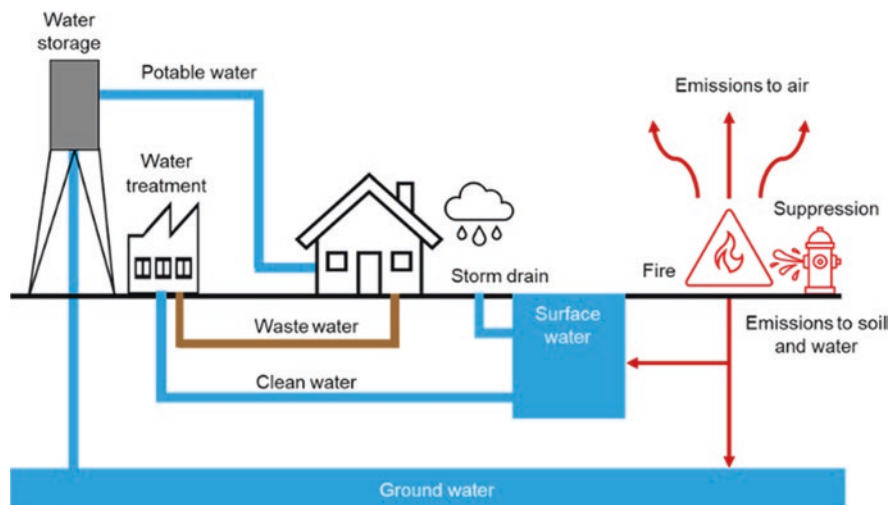 Water
storage
Potable water
Emissions to air
Water
treatment
Suppression
Storm drain
Fire
Waste water
Surface
water
Emissions to soil
and water
Clean water
Ground water